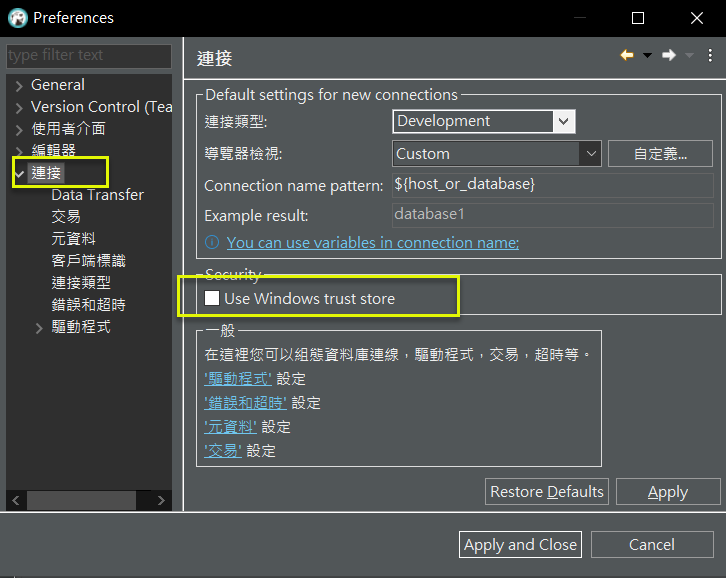 Preferences
type filter text
General
Version Control (Tea
使用者介面
編輯器
連接
Data Transfer
交易
元資料
客戶端標識
連接類型
錯誤和超時
驅動程式
連接
Default settings for new connections
連接類型: Development
導覽器檢視: Custom 自定義...
Connection name pattern: ${host_or_database}
Example result: database1
You can use variables in connection name:
Security
Use Windows trust store
一般
在這裡您可以組態資料庫連線，驅動程式，交易，超時等。
'驅動程式' 設定
'錯誤和超時' 設定
'元資料' 設定
'交易' 設定
Restore Defaults Apply
Apply and Close Cancel